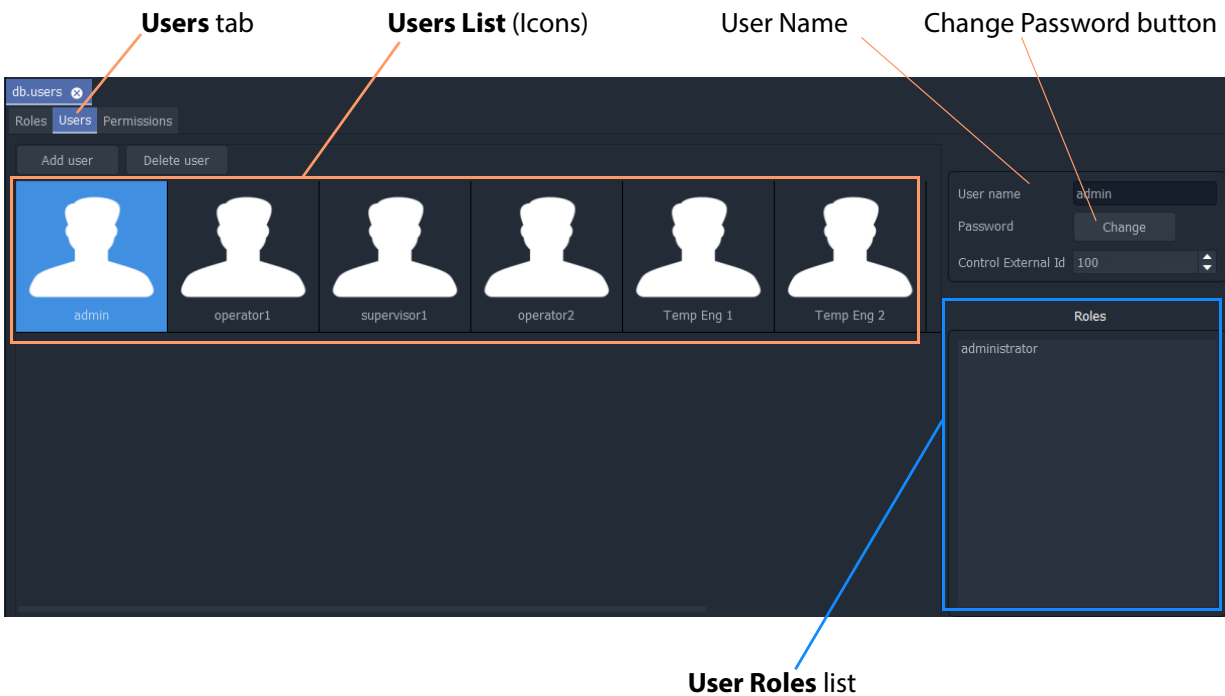 Users tab Users List (Icons) User Name Change Password button
db.users
Roles Users Permissions
Add user Delete user
User name admin
Password Change
Control External Id 100
admin operator1 supervisor1 operator2 Temp Eng 1 Temp Eng 2
Roles
administrator
User Roles list